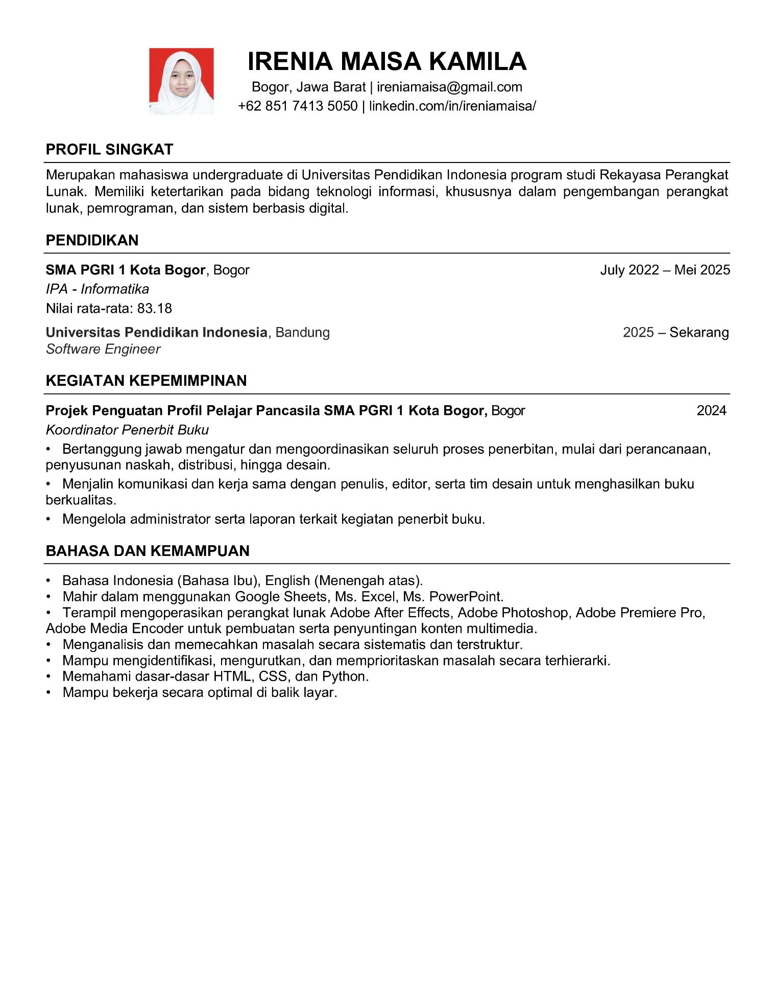 IRENIA MAISA KAMILA
Bogor, Jawa Barat | ireniamaisa@gmail.com
+62 851 7413 5050 | linkedin.com/in/ireniamaisa/
PROFIL SINGKAT
Merupakan mahasiswa undergraduate di Universitas Pendidikan Indonesia program studi Rekayasa Perangkat
Lunak. Memiliki ketertarikan pada bidang teknologi informasi, khususnya dalam pengembangan perangkat
lunak, pemrograman, dan sistem berbasis digital.
PENDIDIKAN
SMA PGRI 1 Kota Bogor, Bogor July 2022 – Mei 2025
IPA - Informatika
Nilai rata-rata: 83.18
Universitas Pendidikan Indonesia, Bandung 2025 – Sekarang
Software Engineer
KEGIATAN KEPEMIMPINAN
Projek Penguatan Profil Pelajar Pancasila SMA PGRI 1 Kota Bogor, Bogor 2024
Koordinator Penerbit Buku
• Bertanggung jawab mengatur dan mengoordinasikan seluruh proses penerbitan, mulai dari perancanaan,
penyusunan naskah, distribusi, hingga desain.
• Menjalin komunikasi dan kerja sama dengan penulis, editor, serta tim desain untuk menghasilkan buku
berkualitas.
• Mengelola administrator serta laporan terkait kegiatan penerbit buku.
BAHASA DAN KEMAMPUAN
• Bahasa Indonesia (Bahasa Ibu), English (Menengah atas).
• Mahir dalam menggunakan Google Sheets, Ms. Excel, Ms. PowerPoint.
• Terampil mengoperasikan perangkat lunak Adobe After Effects, Adobe Photoshop, Adobe Premiere Pro,
Adobe Media Encoder untuk pembuatan serta penyuntingan konten multimedia.
• Menganalisis dan memecahkan masalah secara sistematis dan terstruktur.
• Mampu mengidentifikasi, mengurutkan, dan memprioritaskan masalah secara terhierarki.
• Memahami dasar-dasar HTML, CSS, dan Python.
• Mampu bekerja secara optimal di balik layar.